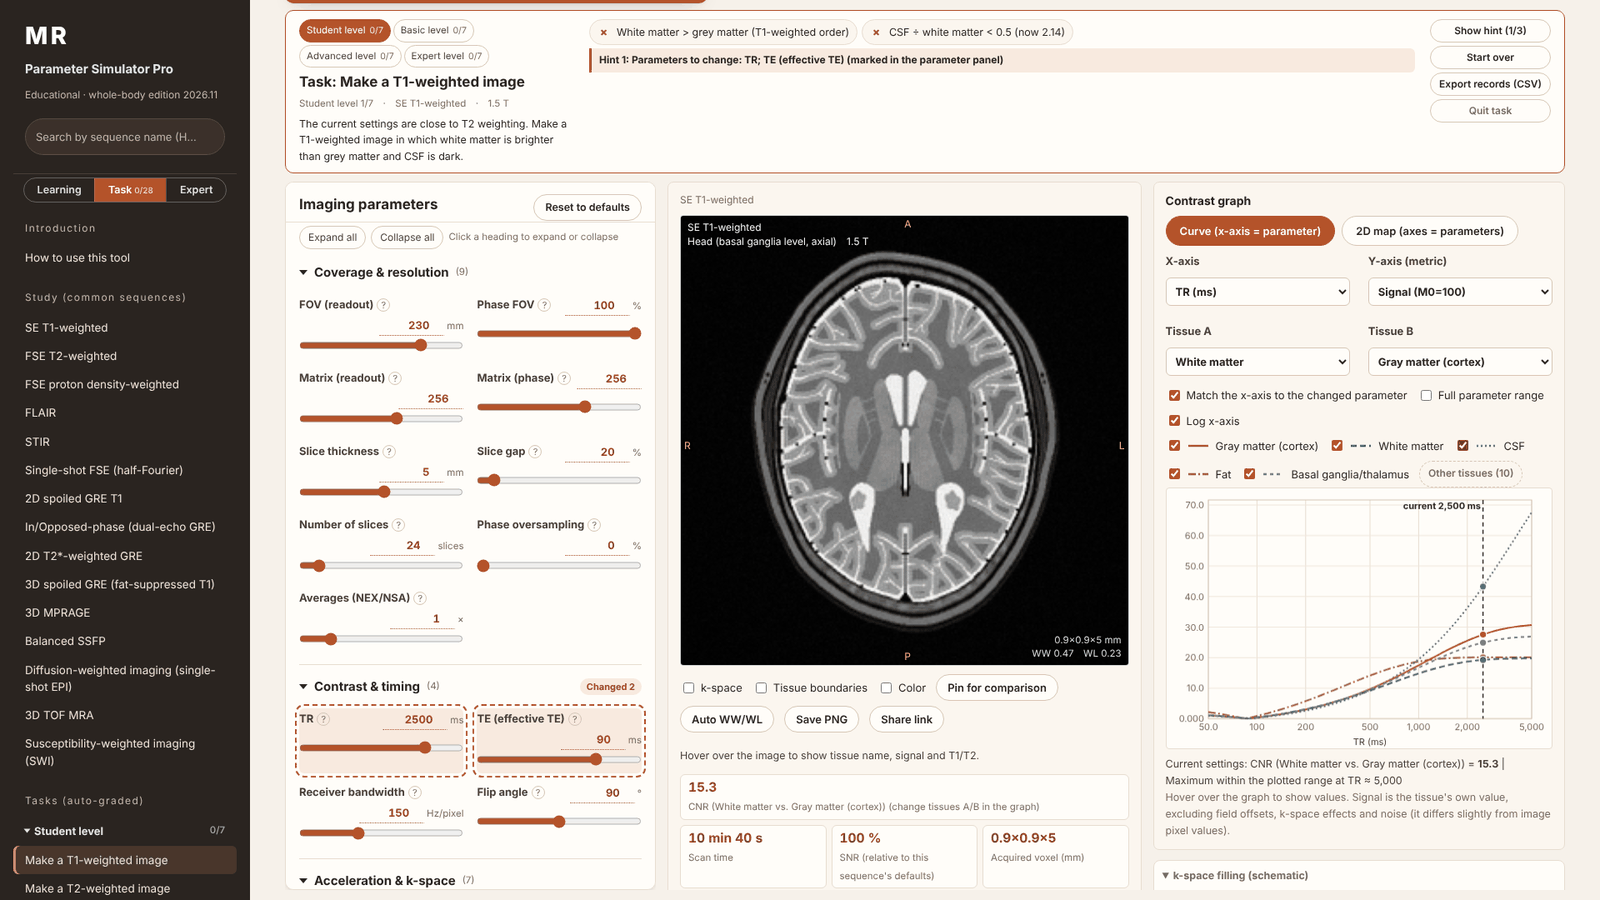 MR
Parameter Simulator Pro
Educational · whole-body edition 2026.11
Search by sequence name (H...
Learning
Task 0/28
Expert
Introduction
How to use this tool
Study (common sequences)
SE T1-weighted
FSE T2-weighted
FSE proton density-weighted
FLAIR
STIR
Single-shot FSE (half-Fourier)
2D spoiled GRE T1
In/Opposed-phase (dual-echo GRE)
2D T2*-weighted GRE
3D spoiled GRE (fat-suppressed T1)
3D MPRAGE
Balanced SSFP
Diffusion-weighted imaging (single-
shot EPI)
3D TOF MRA
Susceptibility-weighted imaging
(SWI)
Tasks (auto-graded)
Student level 0/7
Make a T1-weighted image
Make a T2-weighted image
Student level 0/7
Basic level 0/7
Advanced level 0/7
Expert level 0/7
Task: Make a T1-weighted image
Student level 1/7 · SE T1-weighted · 1.5 T
The current settings are close to T2 weighting. Make a
T1-weighted image in which white matter is brighter
than grey matter and CSF is dark.
× White matter > grey matter (T1-weighted order)
× CSF ÷ white matter < 0.5 (now 2.14)
Hint 1: Parameters to change: TR; TE (effective TE) (marked in the parameter panel)
Show hint (1/3)
Start over
Export records (CSV)
Quit task
Imaging parameters
Reset to defaults
Expand all
Collapse all
Click a heading to expand or collapse
Coverage & resolution (9)
FOV (readout) ?
230 mm
Phase FOV ? 100 %
Matrix (readout) ?
256
Matrix (phase) ? 256
Slice thickness ?
5 mm
Slice gap ? 20 %
Number of slices ?
24 slices
Phase oversampling ?
0 %
Averages (NEX/NSA) ?
1 ×
Contrast & timing (4)
Changed 2
TR ? 2500 ms
TE (effective TE) ?
90 ms
Receiver bandwidth ?
150 Hz/pixel
Flip angle ? 90 °
Acceleration & k-space (7)
SE T1-weighted
SE T1-weighted
Head (basal ganglia level, axial) 1.5 T
A
R
L
P
0.9×0.9×5 mm
WW 0.47 WL 0.23
k-space
Tissue boundaries
Color
Pin for comparison
Auto WW/WL
Save PNG
Share link
Hover over the image to show tissue name, signal and T1/T2.
15.3
CNR (White matter vs. Gray matter (cortex)) (change tissues A/B in the graph)
10 min 40 s
Scan time
100 %
SNR (relative to this
sequence's defaults)
0.9×0.9×5
Acquired voxel (mm)
Contrast graph
Curve (x-axis = parameter)
2D map (axes = parameters)
X-axis
TR (ms)
Y-axis (metric)
Signal (M0=100)
Tissue A
White matter
Tissue B
Gray matter (cortex)
Match the x-axis to the changed parameter
Full parameter range
Log x-axis
Gray matter (cortex)
White matter
CSF
Fat
Basal ganglia/thalamus
Other tissues (10)
current 2,500 ms
70.0
60.0
50.0
40.0
30.0
20.0
10.0
0.000
50.0 100 200 500 1,000 2,000 5,000
TR (ms)
Current settings: CNR (White matter vs. Gray matter (cortex)) = 15.3 |
Maximum within the plotted range at TR ≈ 5,000
Hover over the graph to show values. Signal is the tissue's own value,
excluding field offsets, k-space effects and noise (it differs slightly from image
pixel values).
k-space filling (schematic)